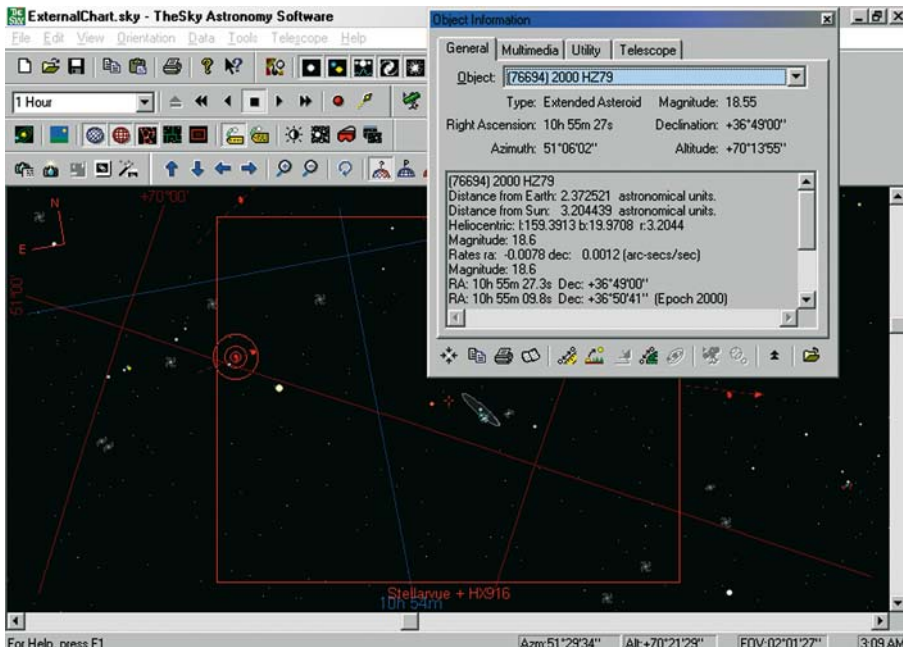 ExternalChart.sky - TheSky Astronomy Software
File Edit View Orientation Data Tools Telescope Help
1 Hour
Object Information
General Multimedia Utility Telescope
Object: (76694) 2000 HZ79
Type: Extended Asteroid Magnitude: 18.55
Right Ascension: 10h 55m 27s Declination: +36°49'00"
Azimuth: 51°06'02" Altitude: +70°13'55"
(76694) 2000 HZ79
Distance from Earth: 2.372521 astronomical units.
Distance from Sun: 3.204439 astronomical units.
Heliocentric: l:159.3913 b:19.9708 r:3.2044
Magnitude: 18.6
Rates ra: -0.0078 dec: 0.0012 (arc-secs/sec)
Magnitude: 18.6
RA: 10h 55m 27.3s Dec: +36°49'00"
RA: 10h 55m 09.8s Dec: +36°50'41" (Epoch 2000)
+70°00'
N
E
51°00'
Stellarvue + HX916
10h 54m
For Help, press F1
Azm:51°29'34" Alt:+70°21'29" FOV:02°01'27" 3:09 AM